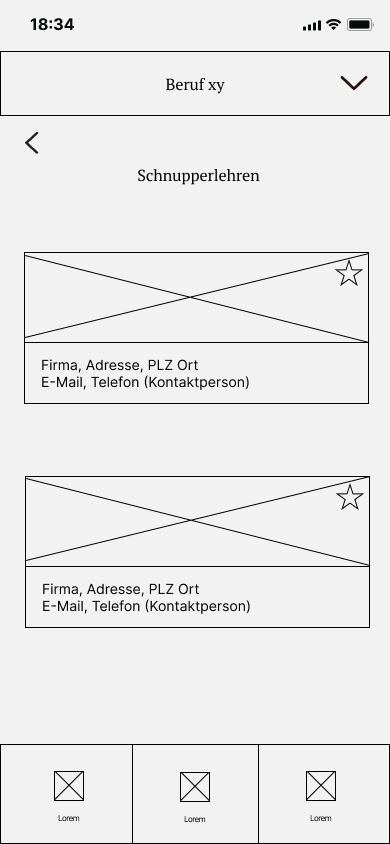 18:34
Beruf xy
Schnupperlehren
Firma, Adresse, PLZ Ort
E-Mail, Telefon (Kontaktperson)
Firma, Adresse, PLZ Ort
E-Mail, Telefon (Kontaktperson)
Lorem
Lorem
Lorem